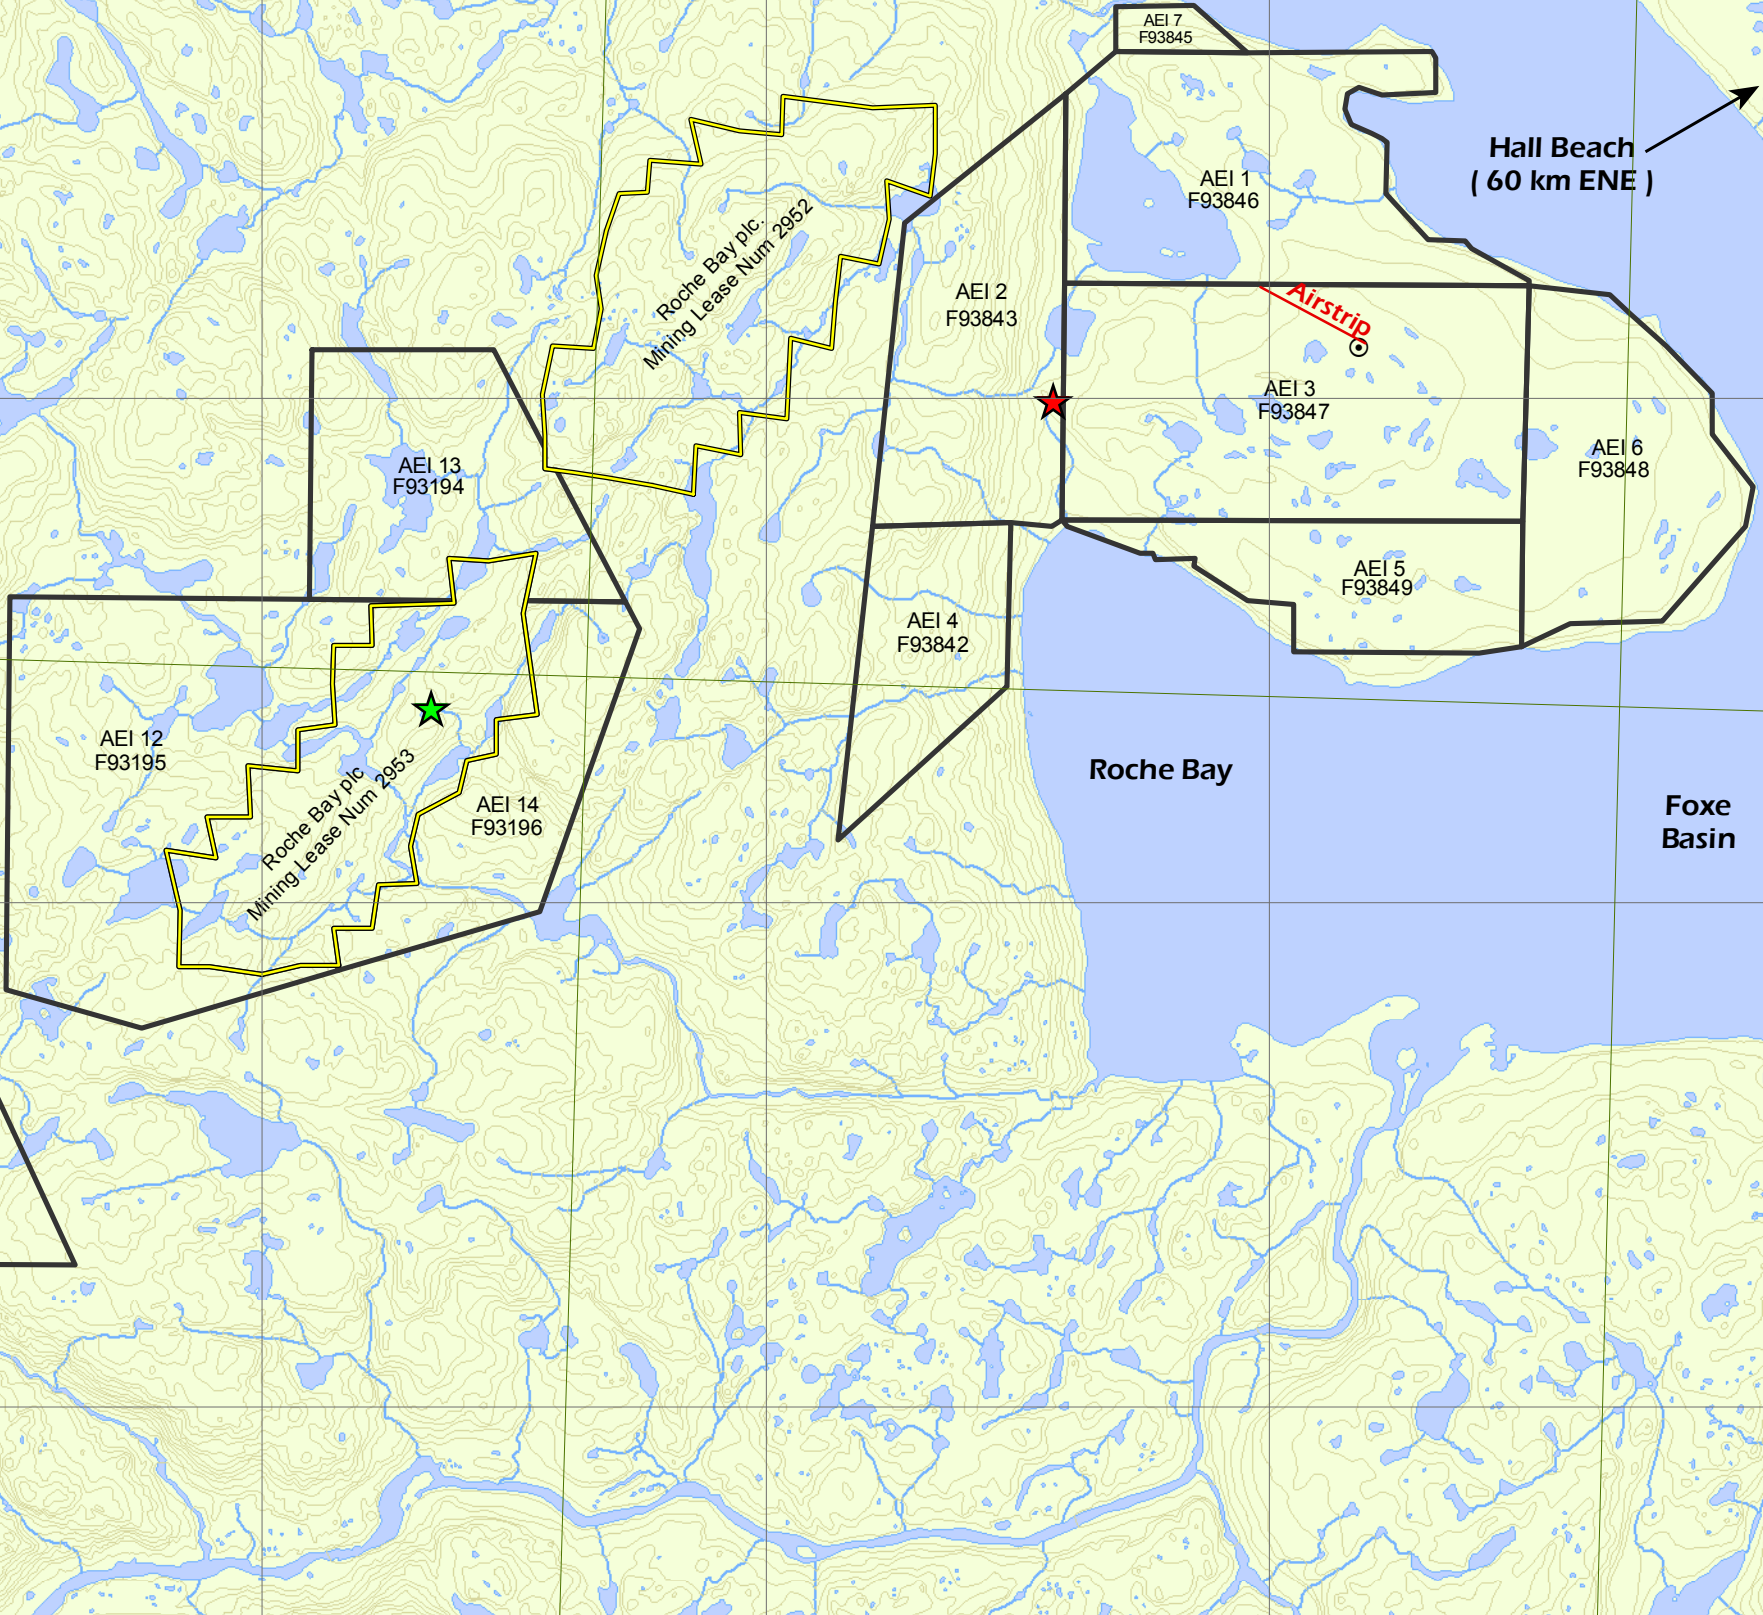 AEI 7
F93845
Hall Beach
( 60 km ENE )
AEI 1
F93846
Roche Bay plc.
Mining Lease Num 2952
AEI 2
F93843
Airstrip
AEI 3
F93847
AEI 6
F93848
AEI 13
F93194
AEI 5
F93849
AEI 4
F93842
AEI 12
F93195
Roche Bay plc
Mining Lease Num 2953
AEI 14
F93196
Roche Bay
Foxe
Basin